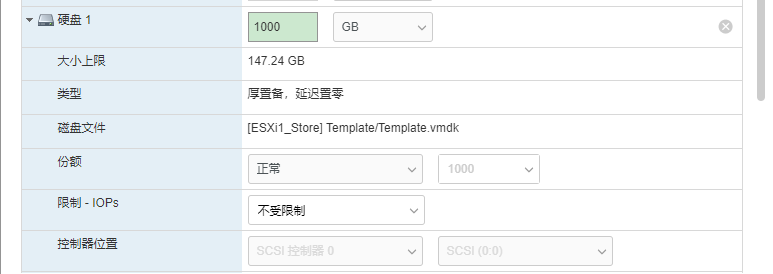 硬盘 1 1000 GB
大小上限 147.24 GB
类型 厚置备，延迟置零
磁盘文件 [ESXi1_Store] Template/Template.vmdk
份额 正常 1000
限制 - IOPs 不受限制
控制器位置 SCSI 控制器 0 SCSI (0:0)